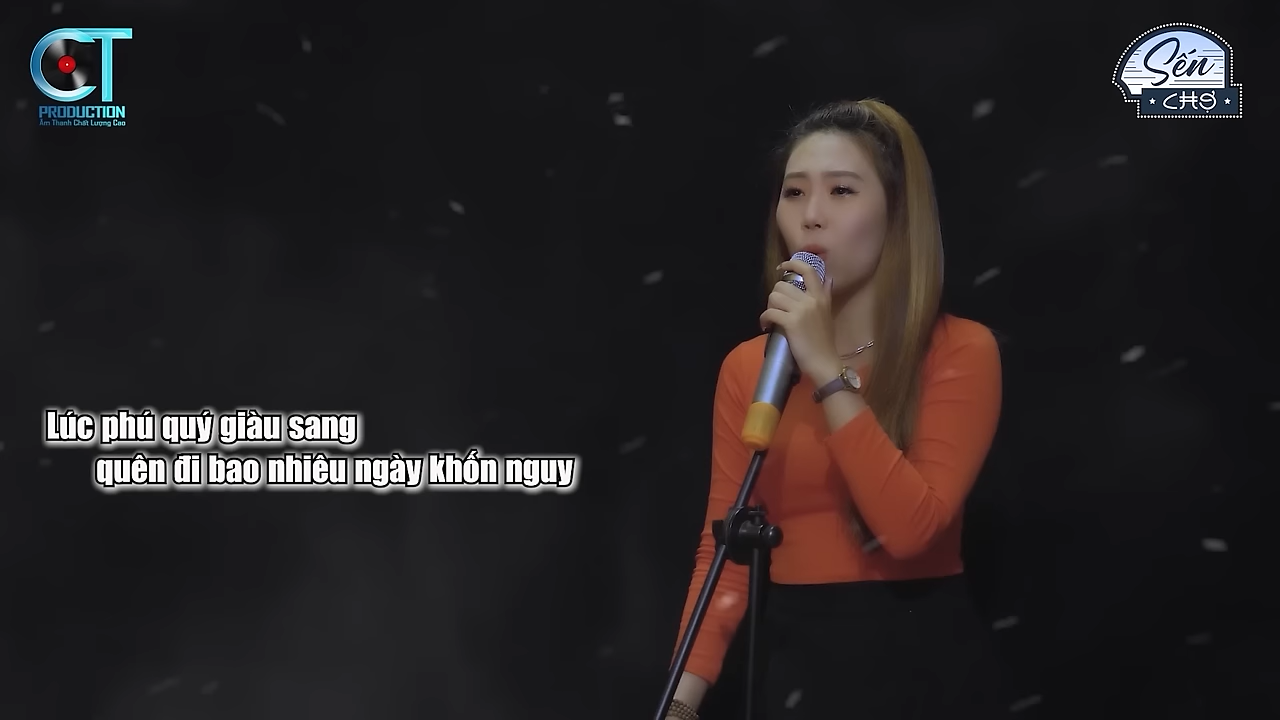 CT
PRODUCTION
Âm Thanh Chất Lượng Cao
Sến
CHỢ
Lúc phú quý giàu sang
quên đi bao nhiêu ngày khốn nguy